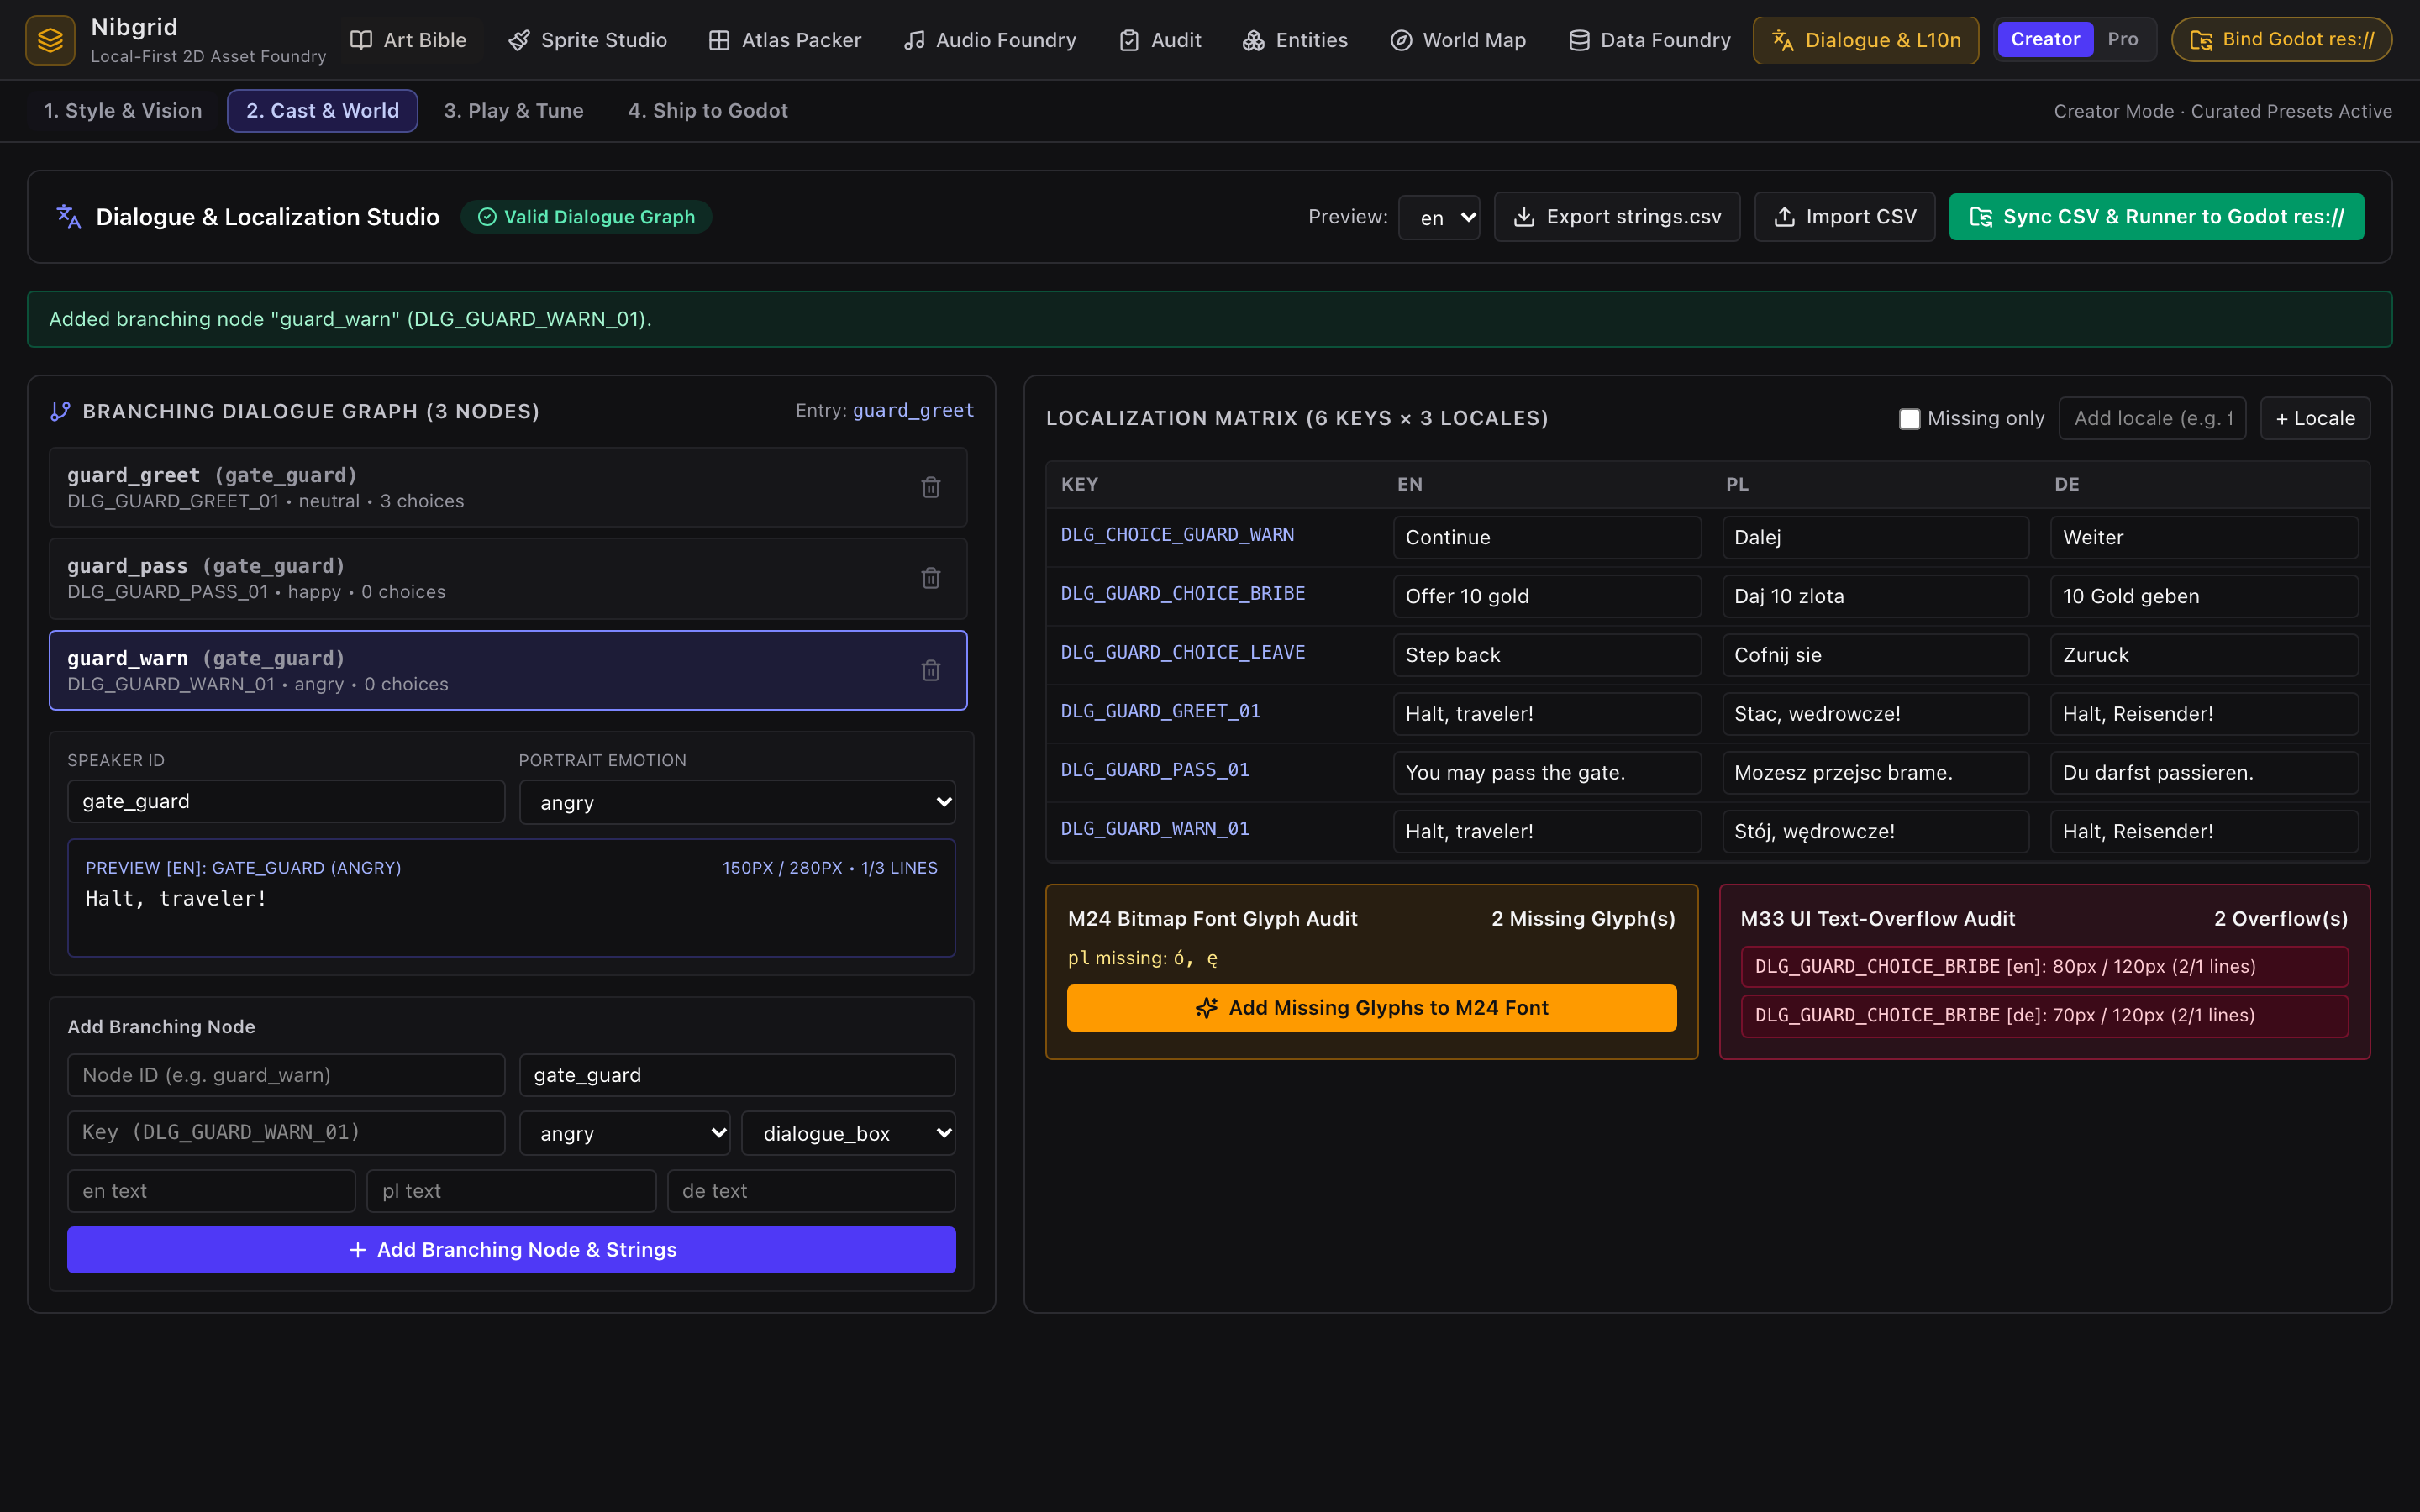 Nibgrid
Local-First 2D Asset Foundry
Art Bible
Sprite Studio
Atlas Packer
Audio Foundry
Audit
Entities
World Map
Data Foundry
Dialogue & L10n
Creator
Pro
Bind Godot res://
1. Style & Vision
2. Cast & World
3. Play & Tune
4. Ship to Godot
Creator Mode · Curated Presets Active
Dialogue & Localization Studio
Valid Dialogue Graph
Preview:
en
Export strings.csv
Import CSV
Sync CSV & Runner to Godot res://
Added branching node "guard_warn" (DLG_GUARD_WARN_01).
BRANCHING DIALOGUE GRAPH (3 NODES)
Entry: guard_greet
guard_greet (gate_guard)
DLG_GUARD_GREET_01 • neutral • 3 choices
guard_pass (gate_guard)
DLG_GUARD_PASS_01 • happy • 0 choices
guard_warn (gate_guard)
DLG_GUARD_WARN_01 • angry • 0 choices
SPEAKER ID
PORTRAIT EMOTION
gate_guard
angry
PREVIEW [EN]: GATE_GUARD (ANGRY)
150PX / 280PX • 1/3 LINES
Halt, traveler!
Add Branching Node
Node ID (e.g. guard_warn)
gate_guard
Key (DLG_GUARD_WARN_01)
angry
dialogue_box
en text
pl text
de text
+ Add Branching Node & Strings
LOCALIZATION MATRIX (6 KEYS × 3 LOCALES)
Missing only
Add locale (e.g. f
+ Locale
KEY EN PL DE
DLG_CHOICE_GUARD_WARN Continue Dalej Weiter
DLG_GUARD_CHOICE_BRIBE Offer 10 gold Daj 10 zlota 10 Gold geben
DLG_GUARD_CHOICE_LEAVE Step back Cofnij sie Zuruck
DLG_GUARD_GREET_01 Halt, traveler! Stac, wedrowcze! Halt, Reisender!
DLG_GUARD_PASS_01 You may pass the gate. Mozesz przejsc brame. Du darfst passieren.
DLG_GUARD_WARN_01 Halt, traveler! Stój, wędrowcze! Halt, Reisender!
M24 Bitmap Font Glyph Audit
2 Missing Glyph(s)
pl missing: ó, ę
Add Missing Glyphs to M24 Font
M33 UI Text-Overflow Audit
2 Overflow(s)
DLG_GUARD_CHOICE_BRIBE [en]: 80px / 120px (2/1 lines)
DLG_GUARD_CHOICE_BRIBE [de]: 70px / 120px (2/1 lines)